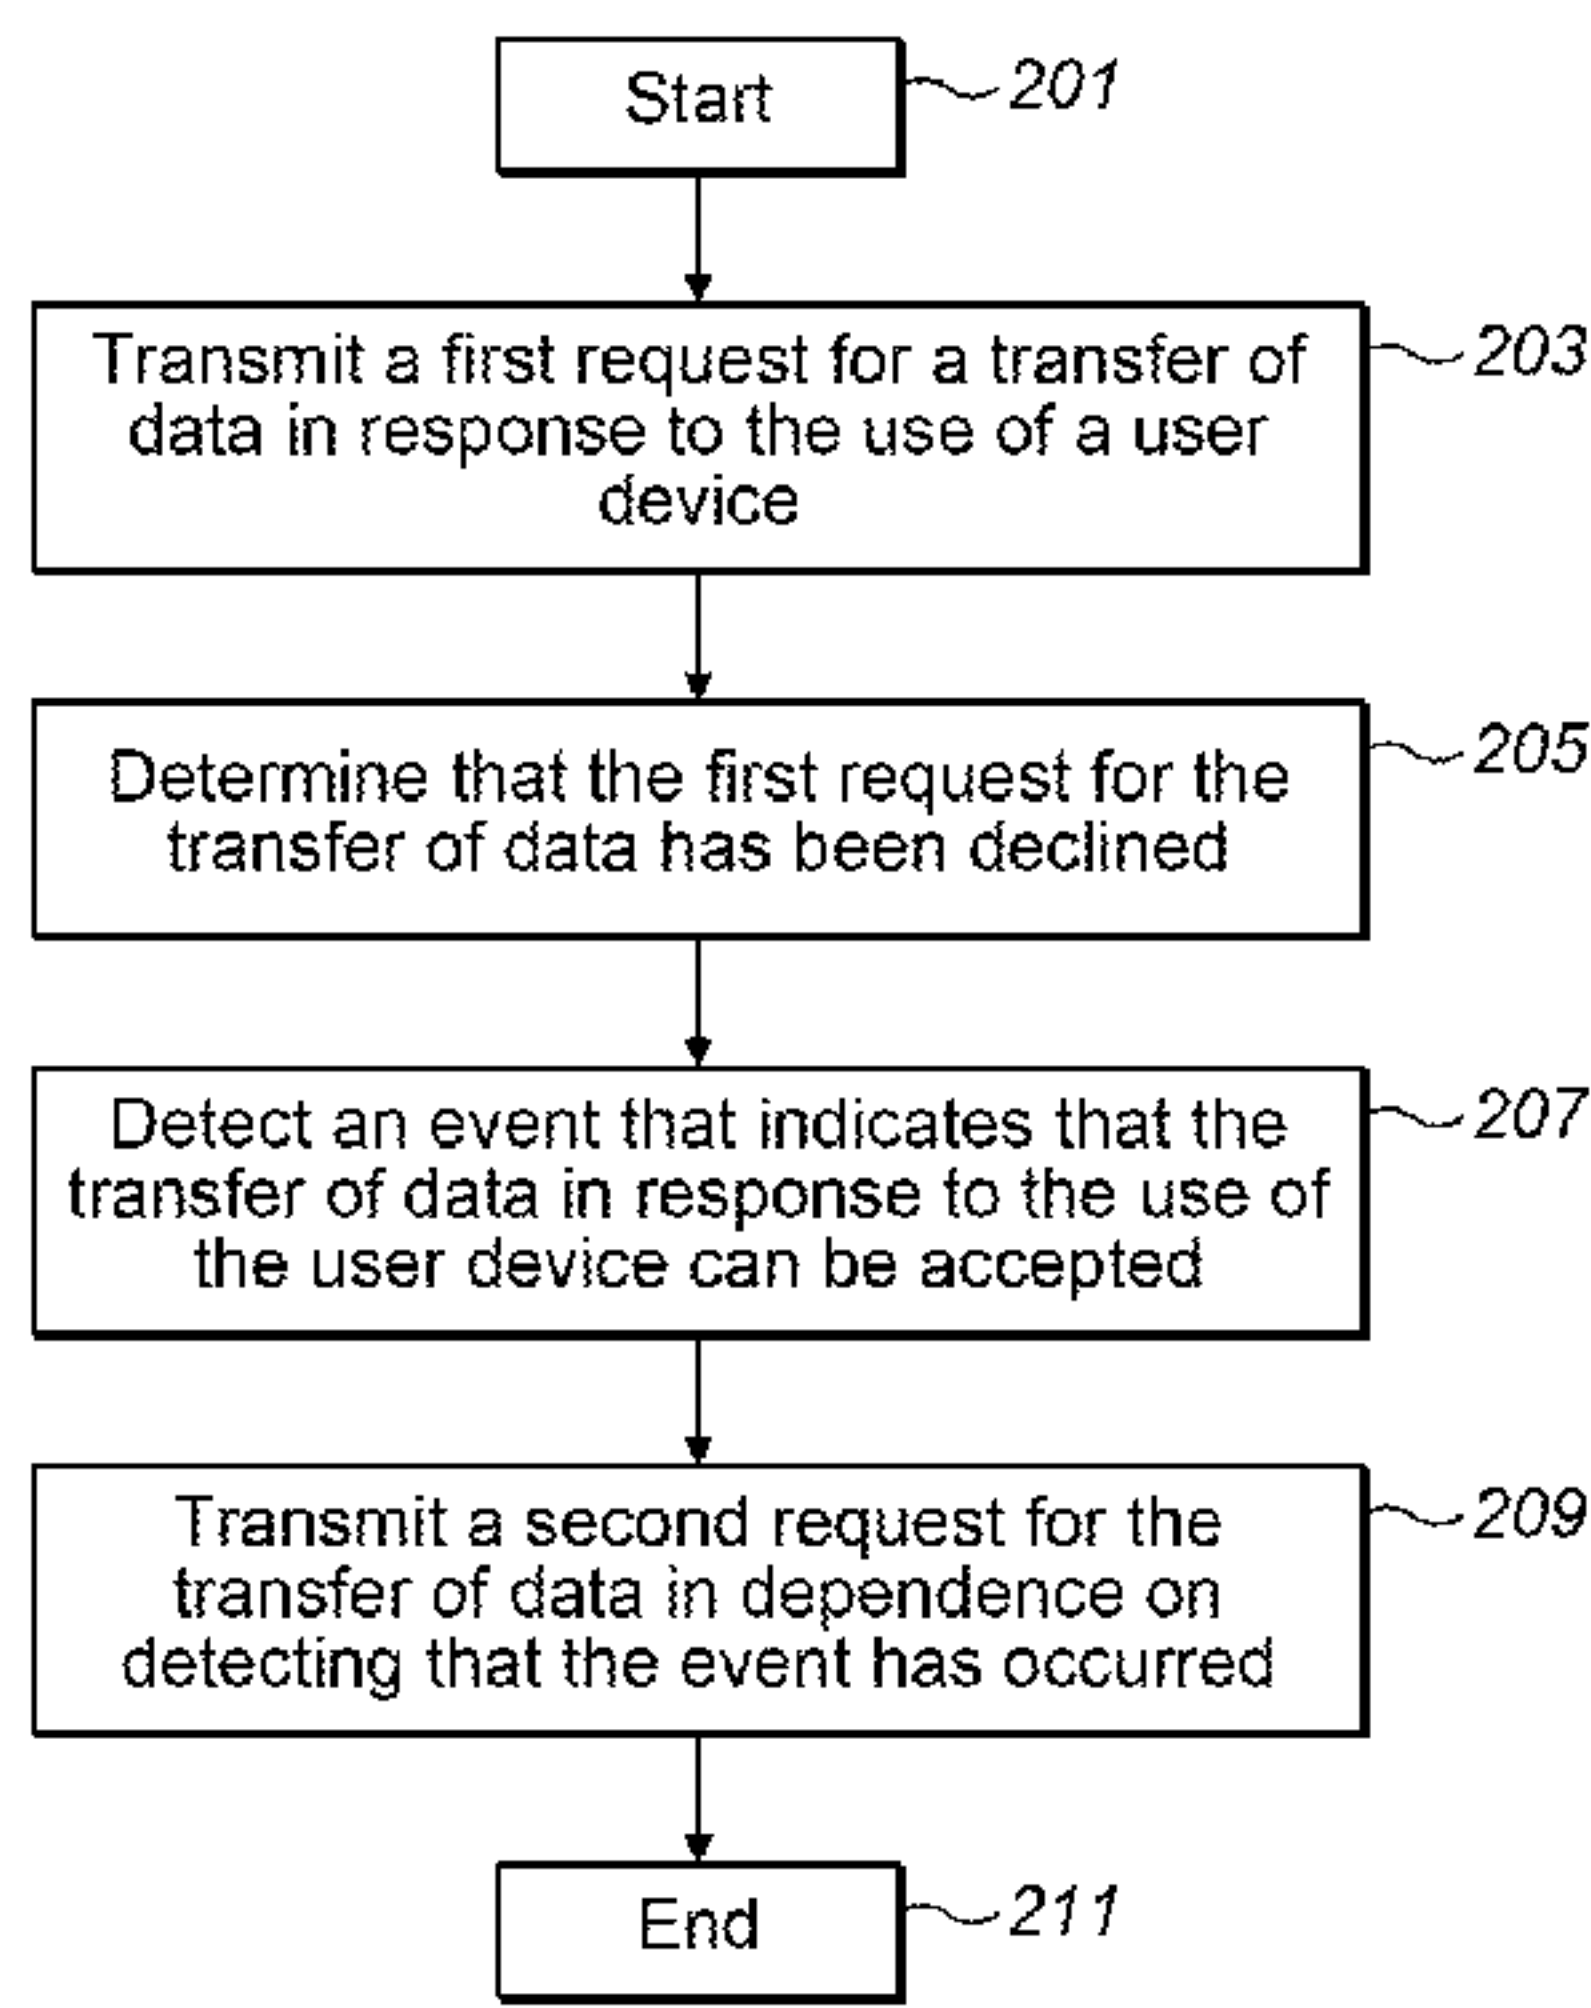 Start
201
Transmit a first request for a transfer of
data in response to the use of a user
device
203
Determine that the first request for the
transfer of data has been declined
205
Detect an event that indicates that the
transfer of data in response to the use of
the user device can be accepted
207
Transmit a second request for the
transfer of data in dependence on
detecting that the event has occurred
209
End
211